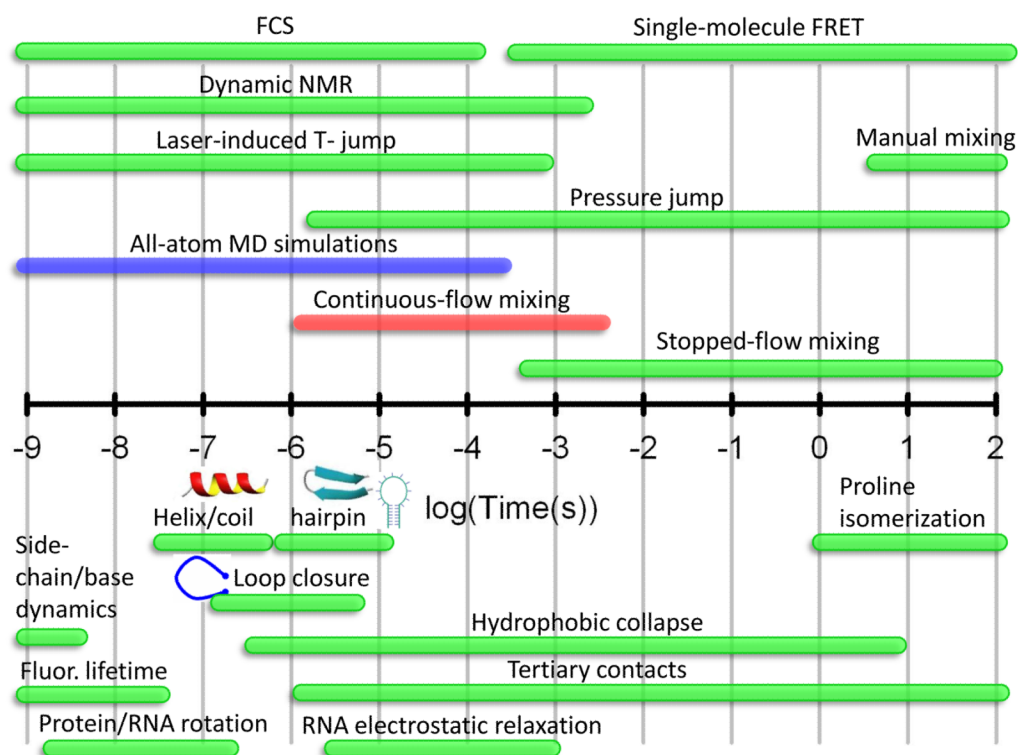 FCS
Single-molecule FRET
Dynamic NMR
Laser-induced T- jump
Manual mixing
Pressure jump
All-atom MD simulations
Continuous-flow mixing
Stopped-flow mixing
-9 -8 -7 -6 -5 -4 -3 -2 -1 0 1 2
log(Time(s))
Proline
isomerization
Helix/coil
hairpin
Side-
chain/base
dynamics
Loop closure
Hydrophobic collapse
Fluor. lifetime
Tertiary contacts
Protein/RNA rotation
RNA electrostatic relaxation